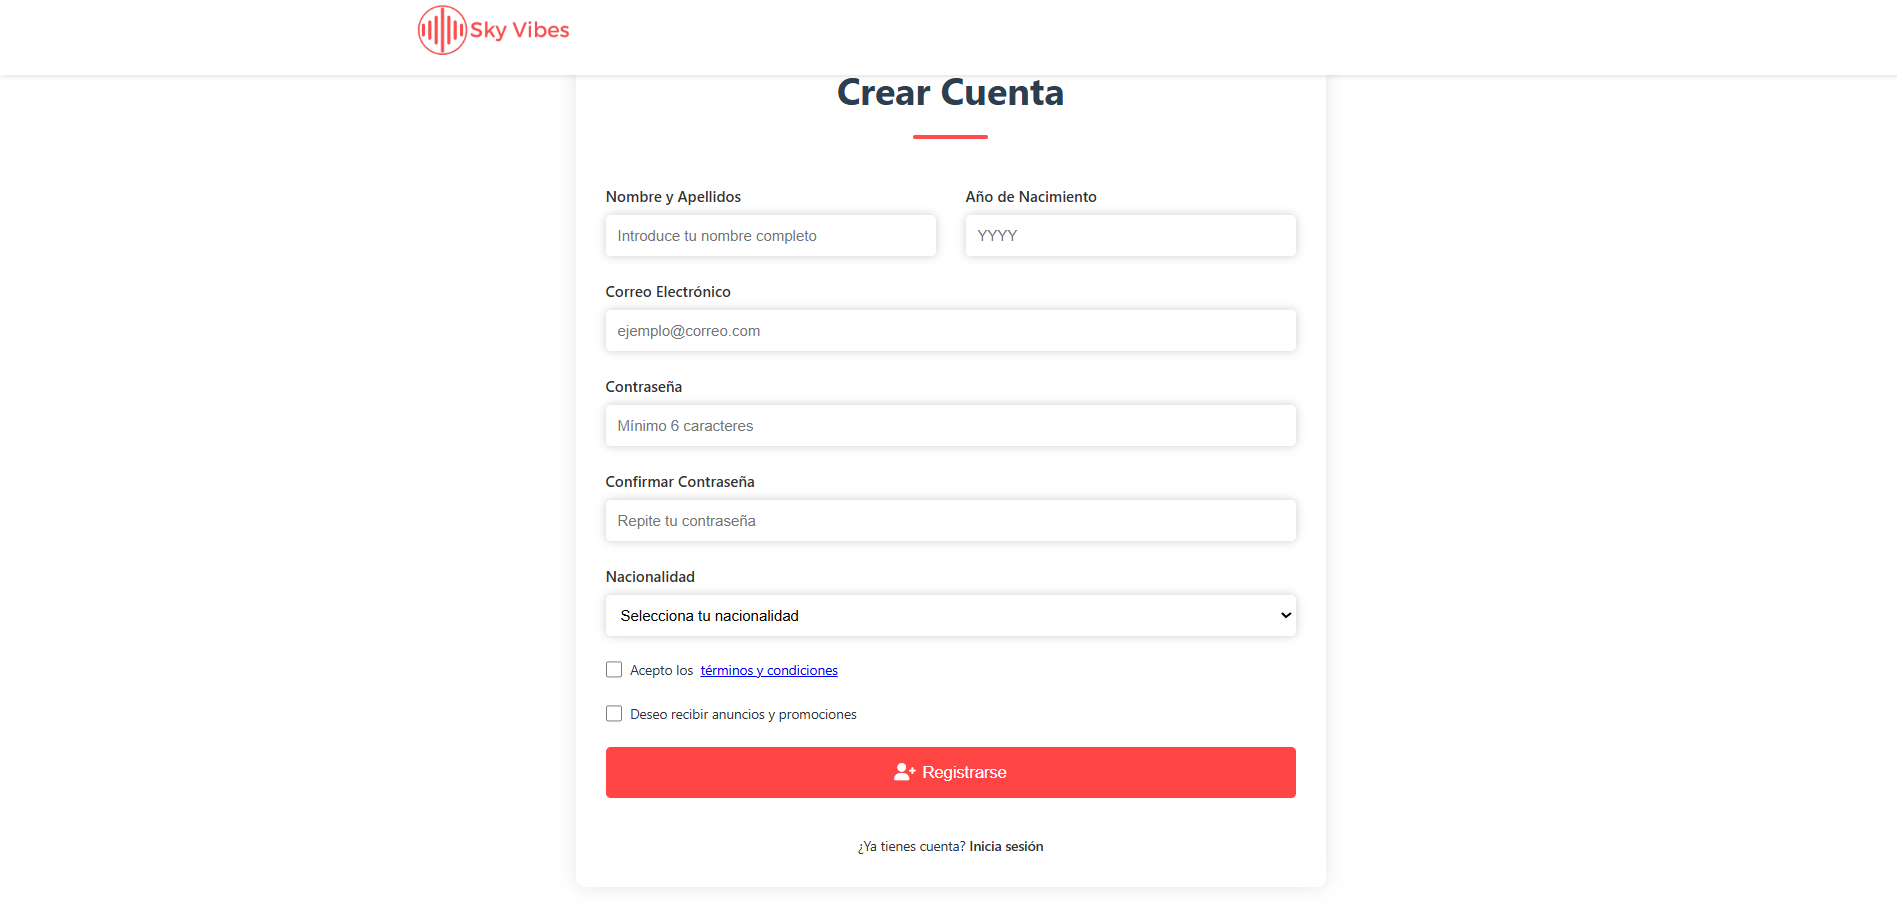 Sky Vibes
Crear Cuenta
Nombre y Apellidos
Año de Nacimiento
Introduce tu nombre completo
YYYY
Correo Electrónico
ejemplo@correo.com
Contraseña
Mínimo 6 caracteres
Confirmar Contraseña
Repite tu contraseña
Nacionalidad
Selecciona tu nacionalidad
Acepto los términos y condiciones
Deseo recibir anuncios y promociones
Registrarse
¿Ya tienes cuenta? Inicia sesión